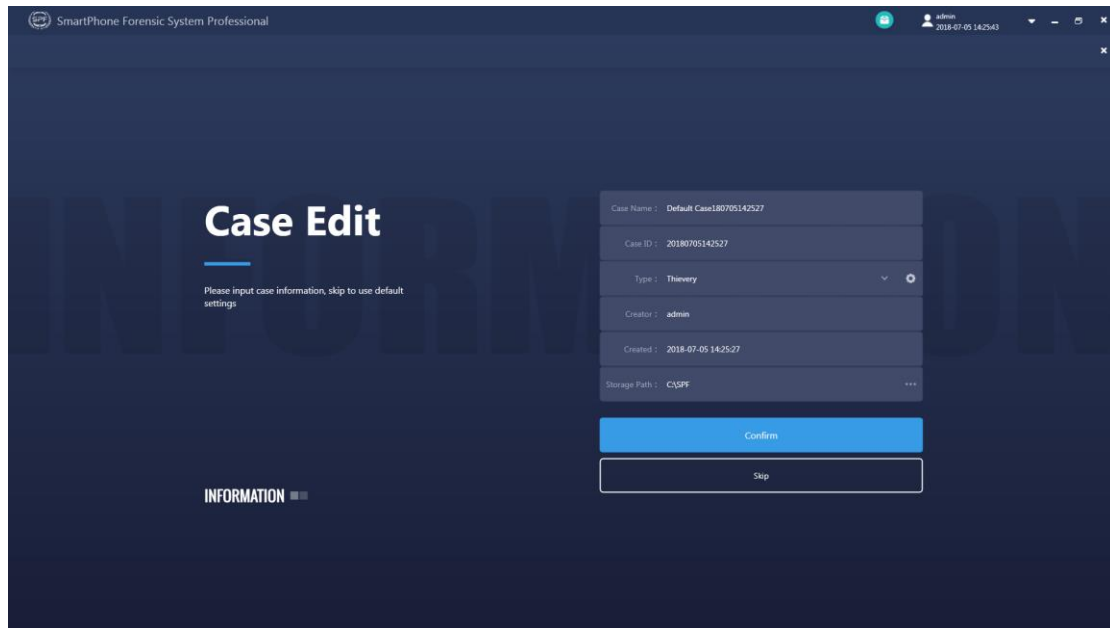 SPF SmartPhone Forensic System Professional
admin
2018-07-05 14:25:43
INFORMATION
Case Edit
Please input case information, skip to use default
settings
Case Name : Default Case180705142527
Case ID : 20180705142527
Type : Thievery
Creator : admin
Created : 2018-07-05 14:25:27
Storage Path : C:\SPF
Confirm
Skip
INFORMATION